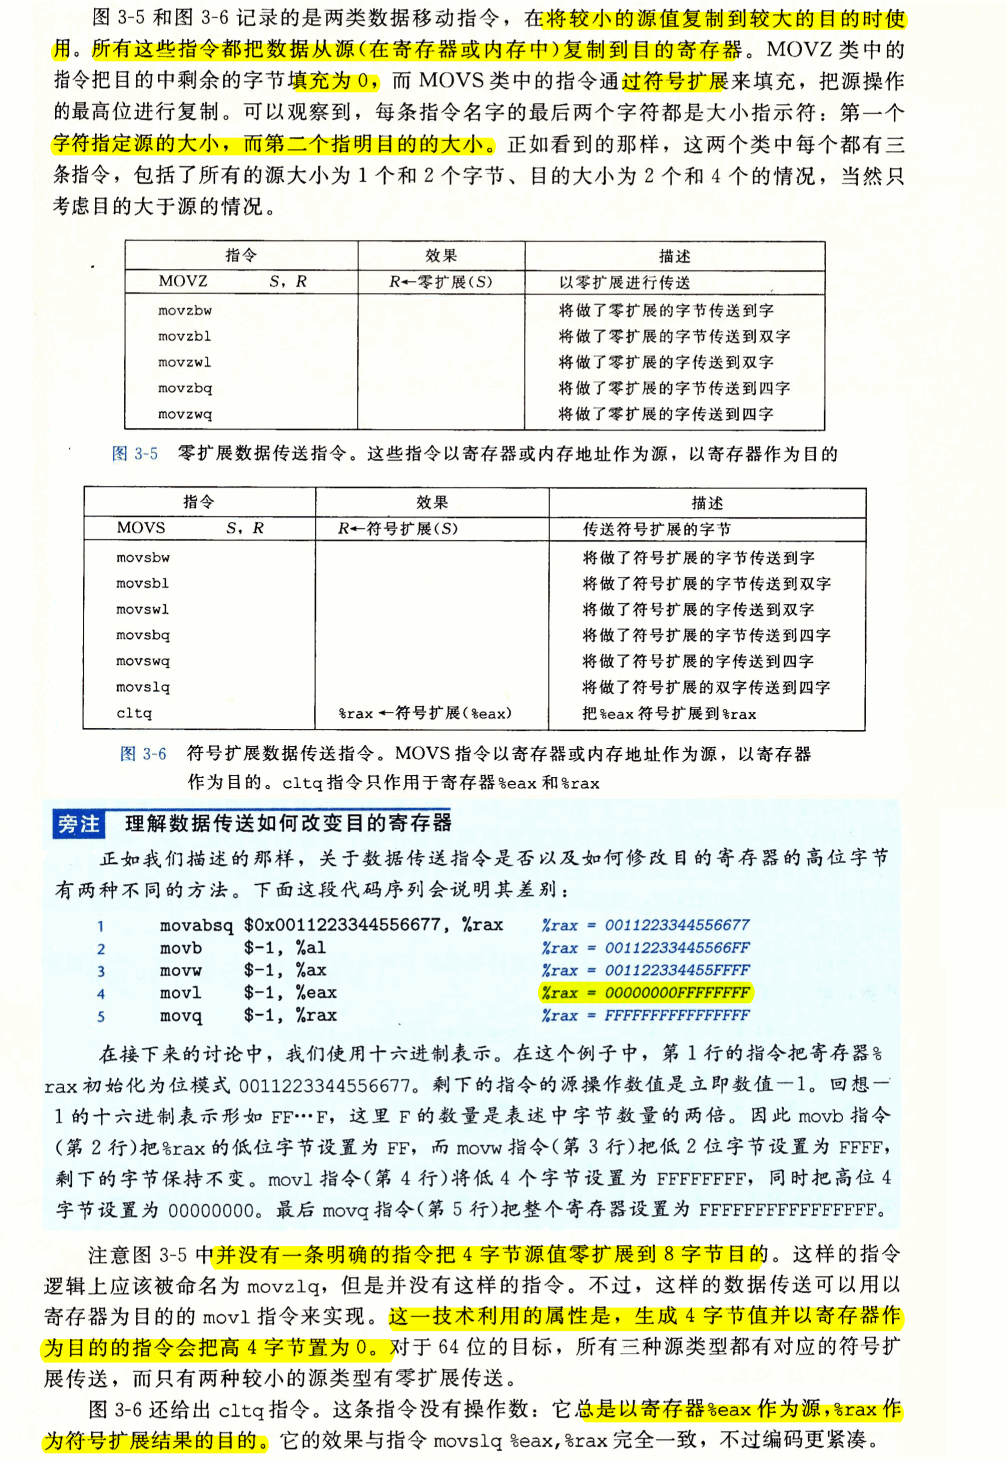 图 3-5 和图 3-6 记录的是两类数据移动指令，在将较小的源值复制到较大的目的时使
用。所有这些指令都把数据从源(在寄存器或内存中)复制到目的寄存器。MOVZ 类中的
指令把目的中剩余的字节填充为 0，而 MOVS 类中的指令通过符号扩展来填充，把源操作
的最高位进行复制。可以观察到，每条指令名字的最后两个字符都是大小指示符：第一个
字符指定源的大小，而第二个指明目的的大小。正如看到的那样，这两个类中每个都有三
条指令，包括了所有的源大小为 1 个和 2 个字节、目的大小为 2 个和 4 个的情况，当然只
考虑目的大于源的情况。
指令 效果 描述
MOVZ S, R R←零扩展(S) 以零扩展进行传送
movzbw 将做了零扩展的字节传送到字
movzbl 将做了零扩展的字节传送到双字
movzwl 将做了零扩展的字传送到双字
movzbq 将做了零扩展的字节传送到四字
movzwq 将做了零扩展的字传送到四字
图 3-5 零扩展数据传送指令。这些指令以寄存器或内存地址作为源，以寄存器作为目的
指令 效果 描述
MOVS S, R R←符号扩展(S) 传送符号扩展的字节
movsbw 将做了符号扩展的字节传送到字
movsbl 将做了符号扩展的字节传送到双字
movswl 将做了符号扩展的字传送到双字
movsbq 将做了符号扩展的字节传送到四字
movswq 将做了符号扩展的字传送到四字
movslq 将做了符号扩展的双字传送到四字
cltq %rax←符号扩展(%eax) 把%eax 符号扩展到%rax
图 3-6 符号扩展数据传送指令。MOVS 指令以寄存器或内存地址作为源，以寄存器
作为目的。cltq 指令只作用于寄存器%eax 和%rax
旁注 理解数据传送如何改变目的寄存器
正如我们描述的那样，关于数据传送指令是否以及如何修改目的寄存器的高位字节
有两种不同的方法。下面这段代码序列会说明其差别：
1 movabsq $0x0011223344556677, %rax %rax = 0011223344556677
2 movb $-1, %al %rax = 00112233445566FF
3 movw $-1, %ax %rax = 001122334455FFFF
4 movl $-1, %eax %rax = 00000000FFFFFFFF
5 movq $-1, %rax %rax = FFFFFFFFFFFFFFFF
在接下来的讨论中，我们使用十六进制表示。在这个例子中，第 1 行的指令把寄存器%
rax 初始化为位模式 0011223344556677。剩下的指令的源操作数值是立即数值－1。回想－
1 的十六进制表示形如 FF…F，这里 F 的数量是表述中字节数量的两倍。因此 movb 指令
(第 2 行)把%rax 的低位字节设置为 FF，而 movw 指令(第 3 行)把低 2 位字节设置为 FFFF，
剩下的字节保持不变。movl 指令(第 4 行)将低 4 个字节设置为 FFFFFFFF，同时把高位 4
字节设置为 00000000。最后 movq 指令(第 5 行)把整个寄存器设置为 FFFFFFFFFFFFFFFF。
注意图 3-5 中并没有一条明确的指令把 4 字节源值零扩展到 8 字节目的。这样的指令
逻辑上应该被命名为 movzlq，但是并没有这样的指令。不过，这样的数据传送可以用以
寄存器为目的的 movl 指令来实现。这一技术利用的属性是，生成 4 字节值并以寄存器作
为目的的指令会把高 4 字节置为 0。对于 64 位的目标，所有三种源类型都有对应的符号扩
展传送，而只有两种较小的源类型有零扩展传送。
图 3-6 还给出 cltq 指令。这条指令没有操作数：它总是以寄存器%eax 作为源，%rax 作
为符号扩展结果的目的。它的效果与指令 movslq %eax,%rax 完全一致，不过编码更紧凑。